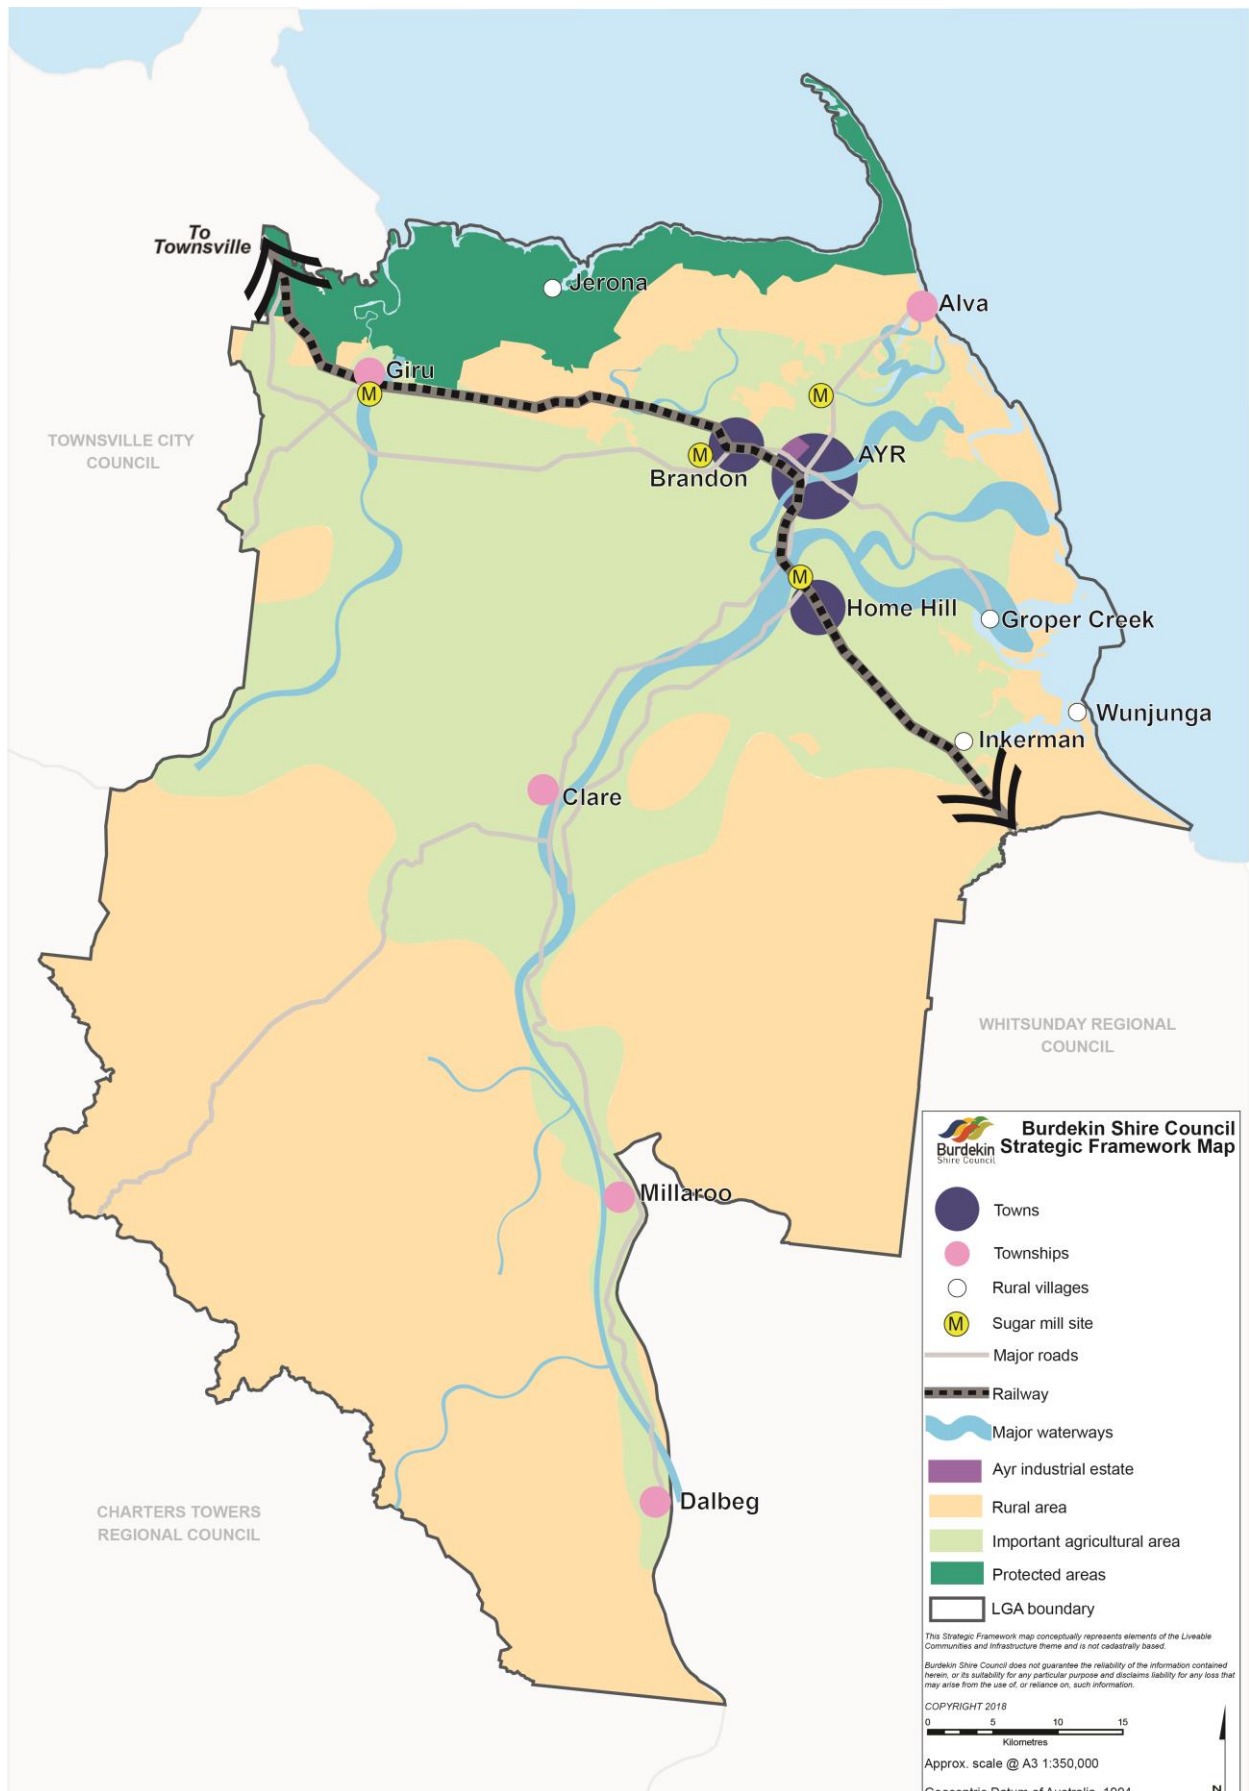 To
Townsville
Jerona
Alva
Giru
M
M
TOWNSVILLE CITY
COUNCIL
M
Brandon
AYR
M
Home Hill
Groper Creek
Wunjunga
Inkerman
Clare
WHITSUNDAY REGIONAL
COUNCIL
Millaroo
Dalbeg
CHARTERS TOWERS
REGIONAL COUNCIL
Burdekin
Shire Council
Burdekin Shire Council
Strategic Framework Map
Towns
Townships
Rural villages
M
Sugar mill site
Major roads
Railway
Major waterways
Ayr industrial estate
Rural area
Important agricultural area
Protected areas
LGA boundary
This Strategic Framework map conceptually represents elements of the Liveable
Communities and Infrastructure theme and is not cadastrally based.
Burdekin Shire Council does not guarantee the reliability of the information contained
herein, or its suitability for any particular purpose and disclaims liability for any loss that
may arise from the use of, or reliance on, such information.
COPYRIGHT 2018
0 5 10 15
Kilometres
Approx. scale @ A3 1:350,000
Geocentric Datum of Australia, 1994
N